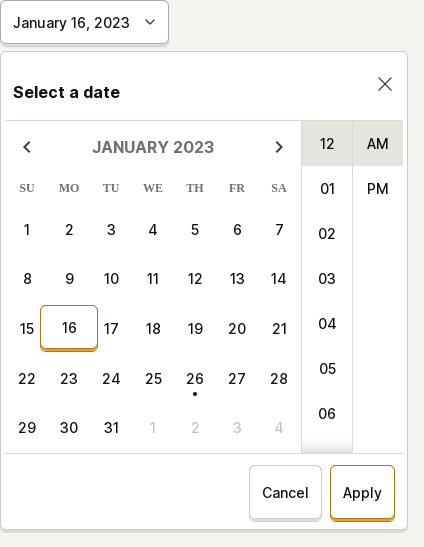 January 16, 2023
Select a date
JANUARY 2023
SU MO TU WE TH FR SA
1 2 3 4 5 6 7
8 9 10 11 12 13 14
15 16 17 18 19 20 21
22 23 24 25 26 27 28
29 30 31 1 2 3 4
12 AM
01 PM
02
03
04
05
06
Cancel Apply